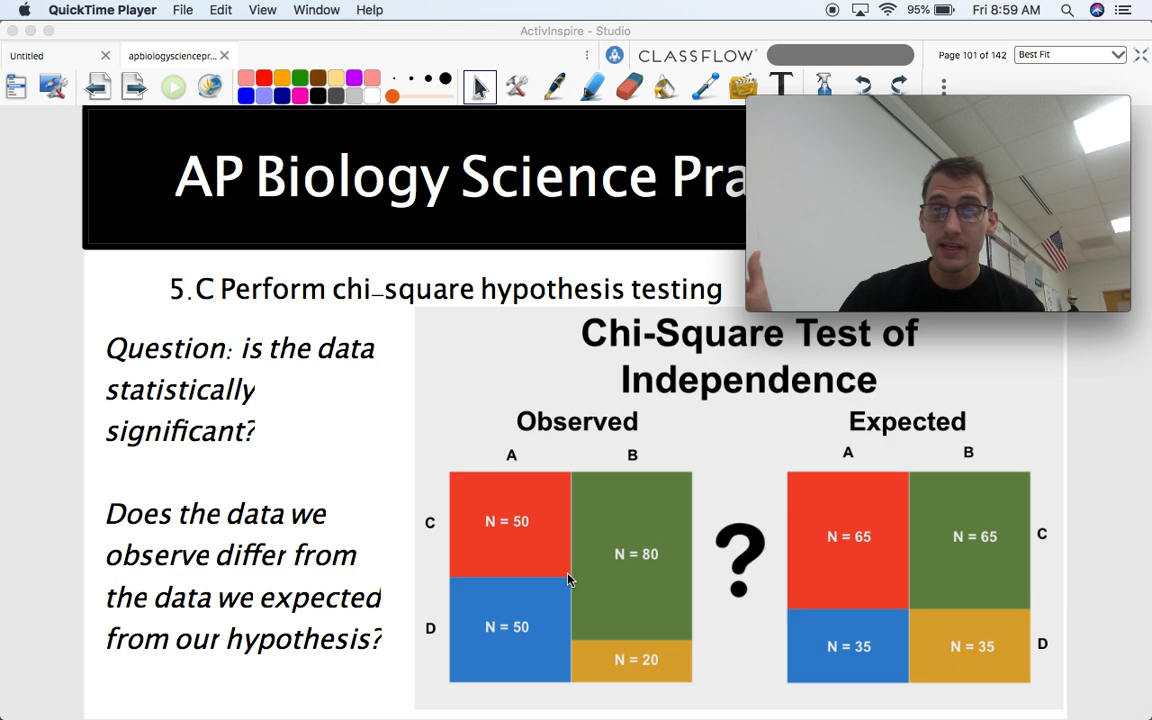 QuickTime Player File Edit View Window Help 95% Fri 8:59 AM
ActivInspire - Studio
Untitled apbiologysciencepr... CLASSFLOW Page 101 of 142 Best Fit
T
AP Biology Science Pra
5.C Perform chi-square hypothesis testing
Question: is the data
statistically
significant?
Does the data we
observe differ from
the data we expected
from our hypothesis?
Chi-Square Test of
Independence
Observed Expected
A B A B
C N = 50 N = 80 ? N = 65 N = 65 C
D N = 50 N = 20 N = 35 N = 35 D